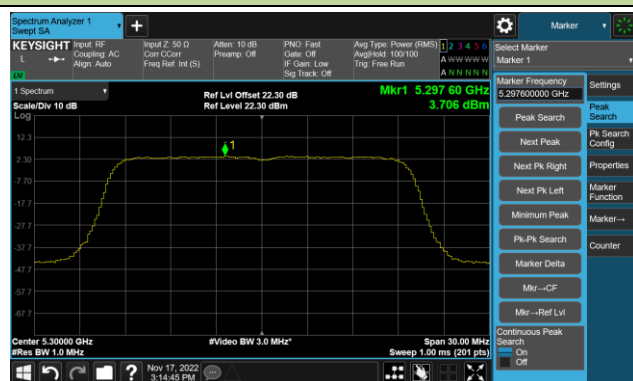 Spectrum Analyzer 1
Swept SA
Marker
KEYSIGHT
L
Input: RF
Coupling: AC
Align: Auto
Input Z: 50 Ω
Corr CCorr
Freq Ref: Int (S)
Atten: 10 dB
Preamp: Off
PNO: Fast
Gate: Off
IF Gain: Low
Sig Track: Off
Avg Type: Power (RMS)
Avg|Hold: 100/100
Trig: Free Run
1 2 3 4 5 6
A W W W W W
A N N N N N
Select Marker
Marker 1
1 Spectrum
Scale/Div 10 dB
Log
Ref Lvl Offset 22.30 dB
Ref Level 22.30 dBm
Mkr1 5.297 60 GHz
3.706 dBm
1
12.3
2.30
-7.70
-17.7
-27.7
-37.7
-47.7
-57.7
-67.7
Center 5.30000 GHz
#Res BW 1.0 MHz
#Video BW 3.0 MHz*
Span 30.00 MHz
Sweep 1.00 ms (201 pts)
Marker Frequency
5.297600000 GHz
Peak Search
Next Peak
Next Pk Right
Next Pk Left
Minimum Peak
Pk-Pk Search
Marker Delta
Mkr→CF
Mkr→Ref Lvl
Continuous Peak
Search
On
Off
Settings
Peak
Search
Pk Search
Config
Properties
Marker
Function
Marker→
Counter
?
Nov 17, 2022
3:14:45 PM